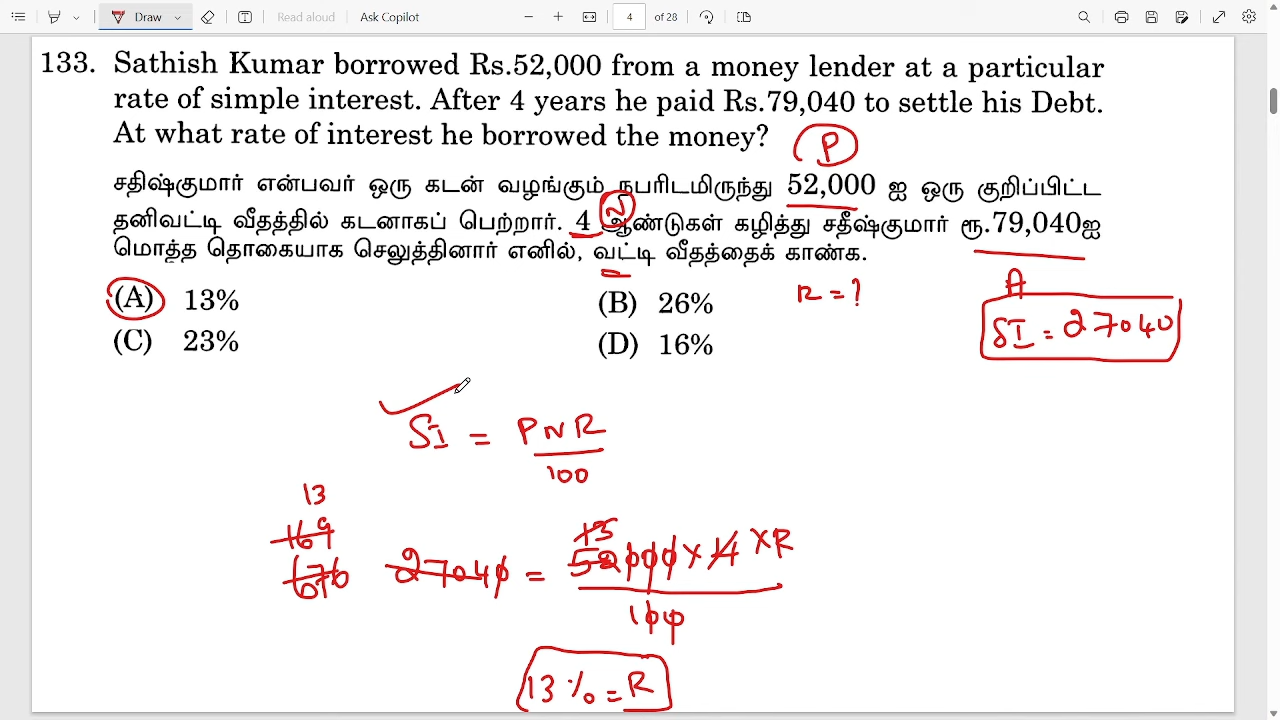 Draw
Read aloud
Ask Copilot
4
of 28
133. Sathish Kumar borrowed Rs.52,000 from a money lender at a particular
rate of simple interest. After 4 years he paid Rs.79,040 to settle his Debt.
At what rate of interest he borrowed the money?
P
சதிஷ்குமார் என்பவர் ஒரு கடன் வழங்கும் நபரிடமிருந்து 52,000 ஐ ஒரு குறிப்பிட்ட
N
தனிவட்டி வீதத்தில் கடனாகப் பெற்றார். 4 ஆண்டுகள் கழித்து சதீஷ்குமார் ரூ.79,040ஐ
மொத்த தொகையாக செலுத்தினார் எனில், வட்டி வீதத்தைக் காண்க.
(A) 13%
(B) 26%
R = ?
A
SI = 27040
(C) 23%
(D) 16%
SI = PNR
100
13
169
676
13
27040 = 52000 × 4 × R
100
13% = R